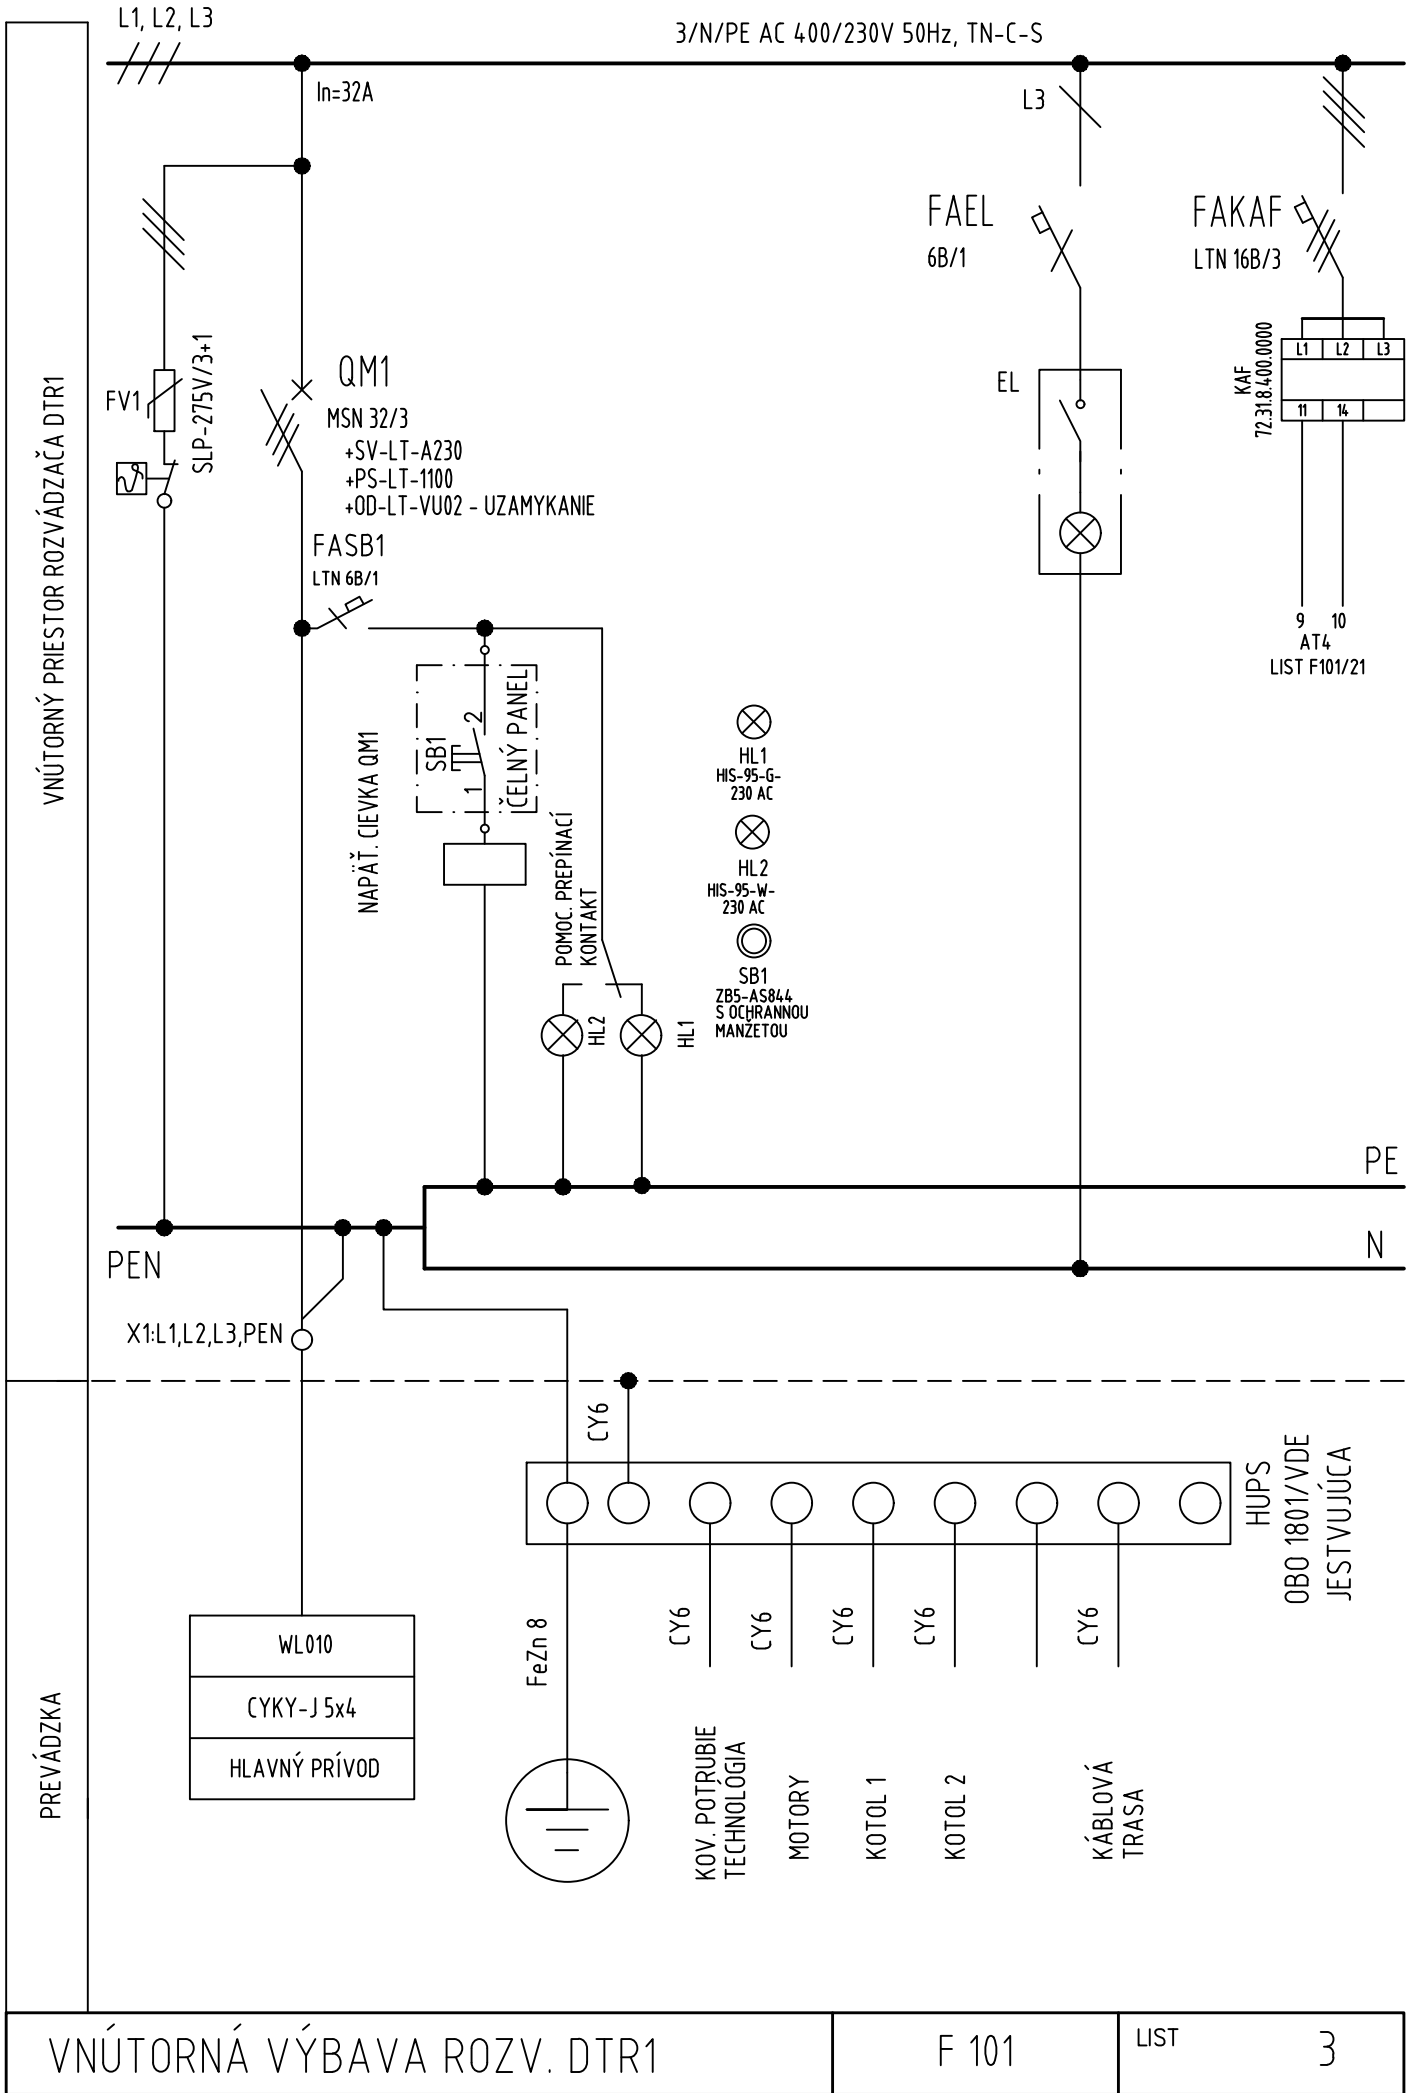 L1, L2, L3
3/N/PE AC 400/230V 50Hz, TN-C-S
In=32A
L3
FAEL
6B/1
FAKAF
LTN 16B/3
VNÚTORNÝ PRIESTOR ROZVÁDZAČA DTR1
FV1
SLP-275V/3+1
QM1
MSN 32/3
+SV-LT-A230
+PS-LT-1100
+OD-LT-VU02 - UZAMYKANIE
EL
KAF
72.31.8.400.0000
L1
L2
L3
11
14
FASB1
LTN 6B/1
9
10
AT4
LIST F101/21
NAPÄŤ. CIEVKA QM1
SB1
2
1
ČELNÝ PANEL
HL1
HIS-95-G-
230 AC
HL2
HIS-95-W-
230 AC
SB1
ZB5-AS844
S OCHRANNOU
MANŽETOU
POMOC. PREPÍNACÍ
KONTAKT
HL2
HL1
PE
PEN
N
X1:L1,L2,L3,PEN
CY6
HUPS
OBO 1801/VDE
JESTVUJÚCA
PREVÁDZKA
WL010
CYKY-J 5x4
HLAVNÝ PRÍVOD
FeZn 8
CY6
CY6
CY6
CY6
CY6
KOV. POTRUBIE
TECHNOLÓGIA
MOTORY
KOTOL 1
KOTOL 2
KÁBLOVÁ
TRASA
VNÚTORNÁ VÝBAVA ROZV. DTR1
F 101
LIST
3